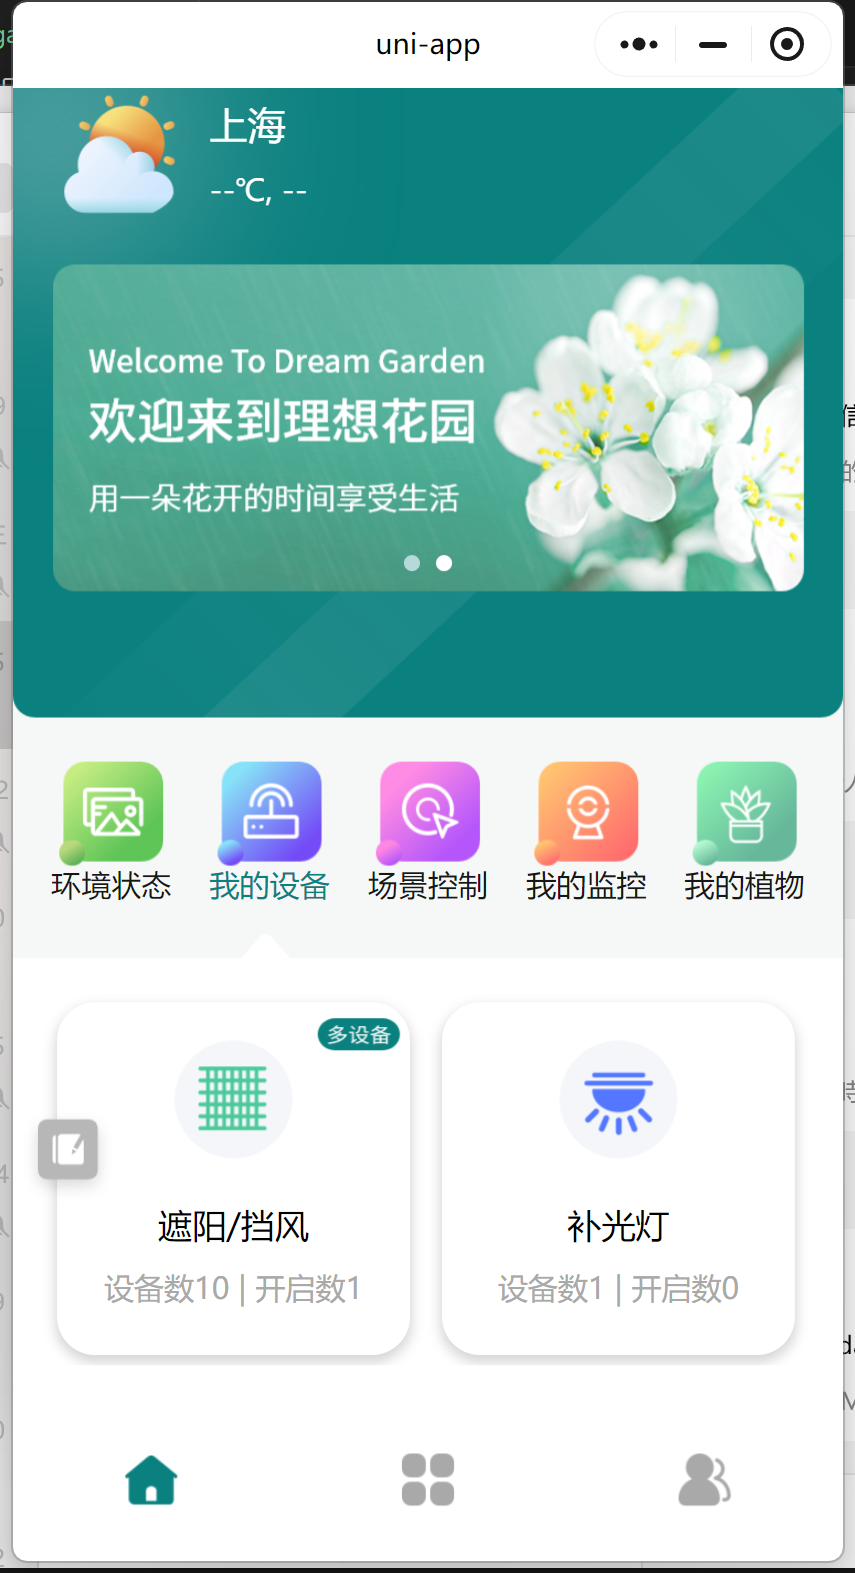 uni-app
上海
--℃, --
Welcome To Dream Garden
欢迎来到理想花园
用一朵花开的时间享受生活
环境状态 我的设备 场景控制 我的监控 我的植物
多设备
遮阳/挡风 补光灯
设备数10 | 开启数1 设备数1 | 开启数0